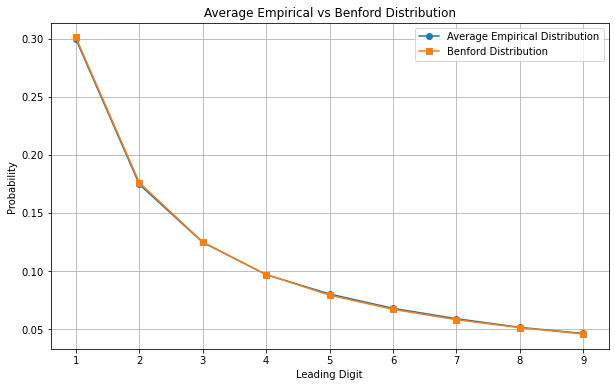 Average Empirical vs Benford Distribution
Average Empirical Distribution
Benford Distribution
0.30
0.25
0.20
0.15
0.10
0.05
Probability
1 2 3 4 5 6 7 8 9
Leading Digit